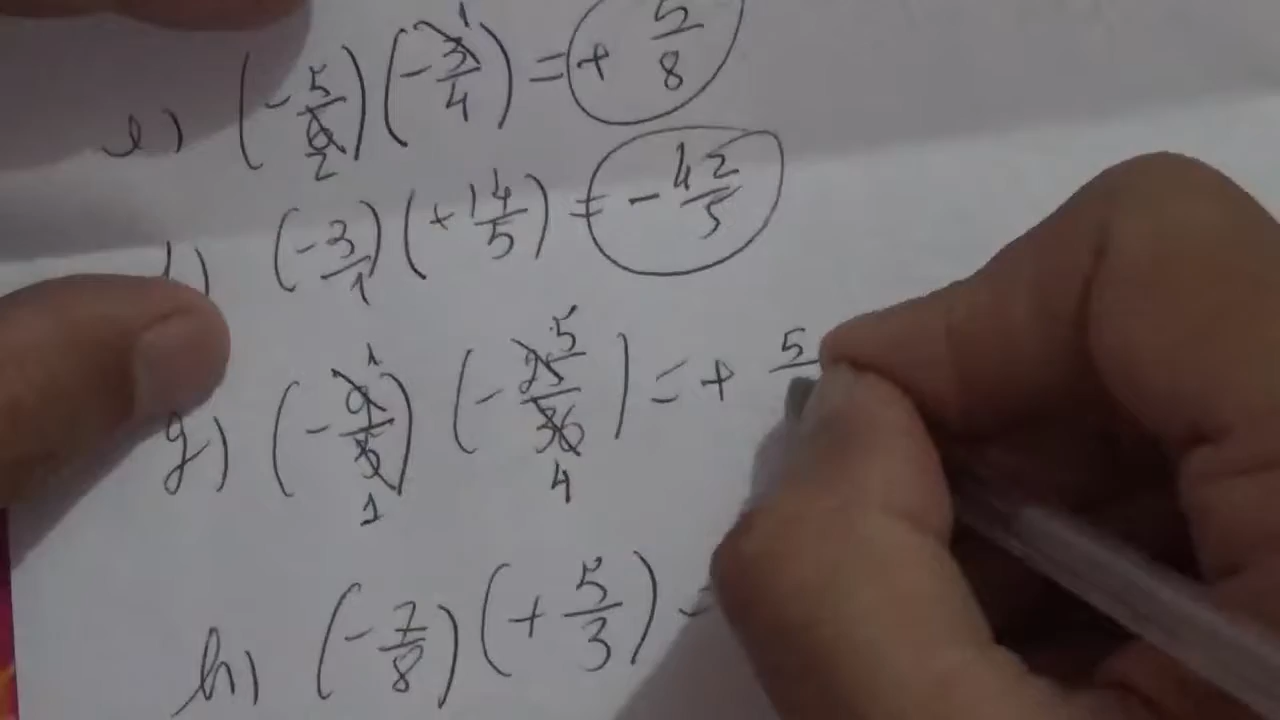 e) (-5/6 2)(-3 1/4) = + 5/8
f) (-3/1)(+14/5) = -42/5
g) (-9 1/5 1) (-25 5/36 4) = + 5
h) (-7/8)(+5/3) =